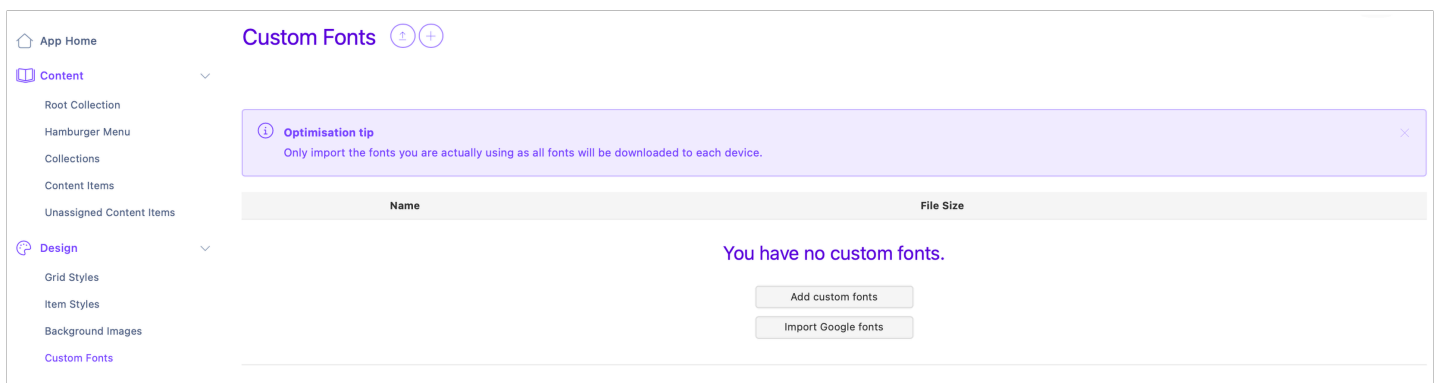 App Home
Content
Root Collection
Hamburger Menu
Collections
Content Items
Unassigned Content Items
Design
Grid Styles
Item Styles
Background Images
Custom Fonts
Custom Fonts
Optimisation tip
Only import the fonts you are actually using as all fonts will be downloaded to each device.
Name File Size
You have no custom fonts.
Add custom fonts
Import Google fonts